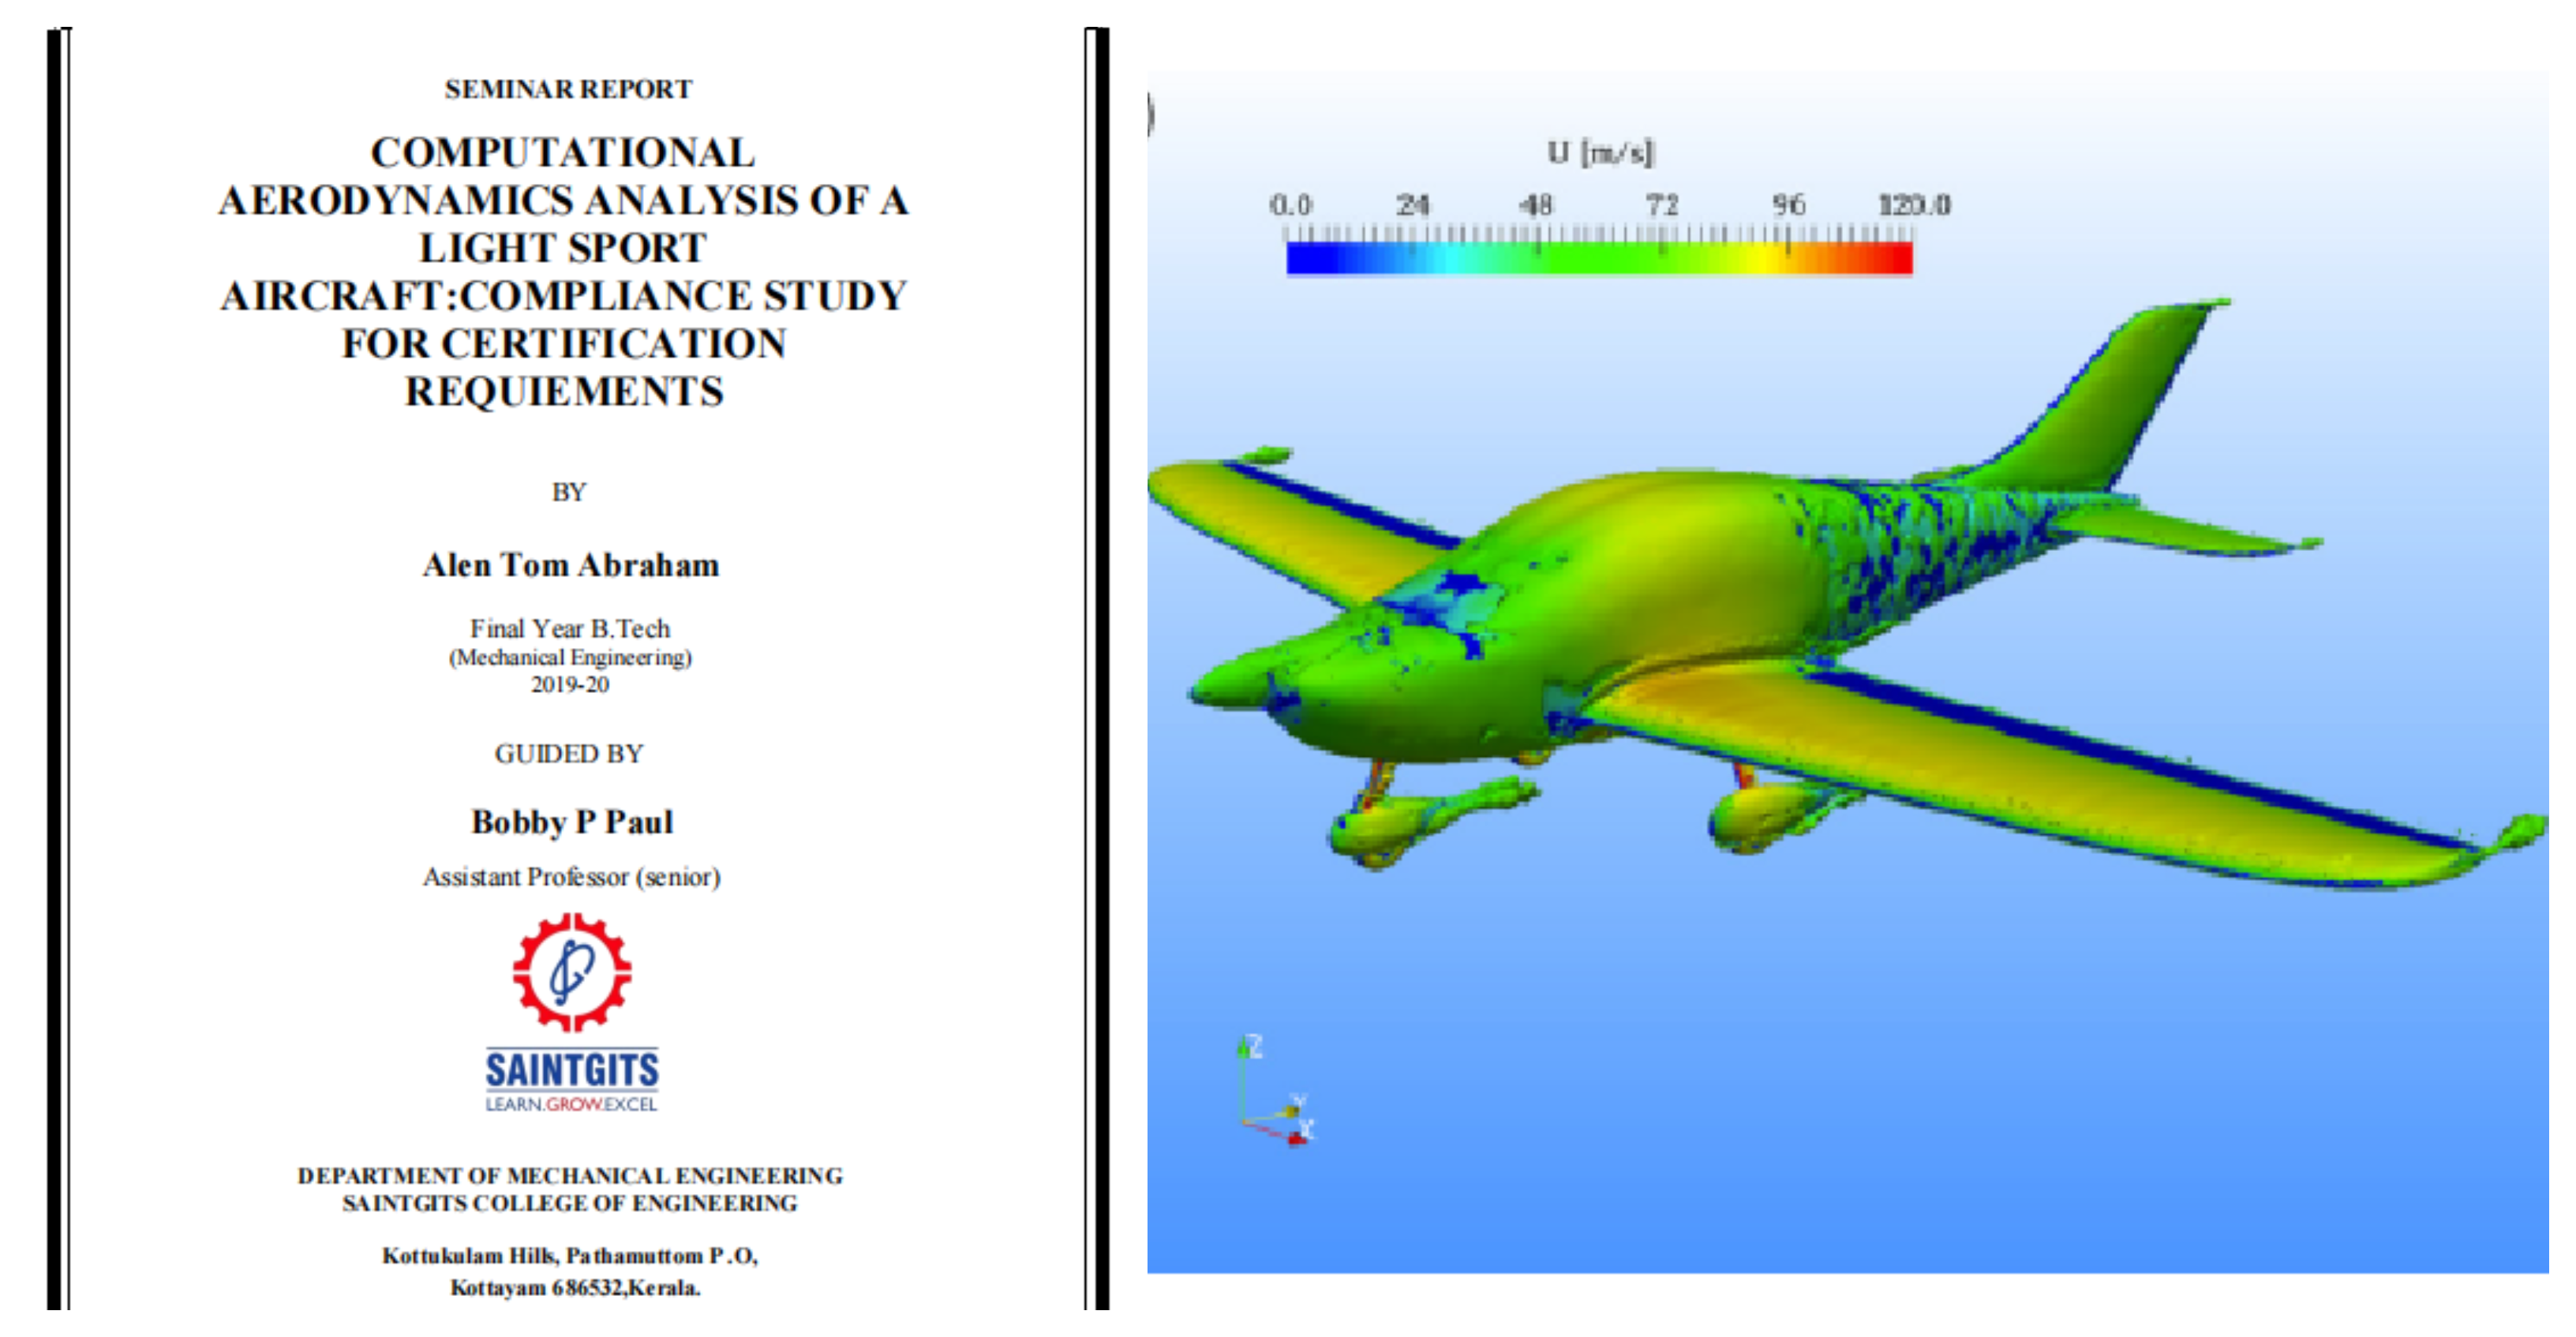 SEMINAR REPORT
COMPUTATIONAL
AERODYNAMICS ANALYSIS OF A
LIGHT SPORT
AIRCRAFT:COMPLIANCE STUDY
FOR CERTIFICATION
REQUIEMENTS
BY
Alen Tom Abraham
Final Year B.Tech
(Mechanical Engineering)
2019-20
GUIDED BY
Bobby P Paul
Assistant Professor (senior)
SAINTGITS
LEARN.GROW.EXCEL
DEPARTMENT OF MECHANICAL ENGINEERING
SAINTGITS COLLEGE OF ENGINEERING
Kottukulam Hills, Pathamuttom P.O,
Kottayam 686532,Kerala.
U [m/s]
0.0 24 48 72 96 120.0
Z
Y
X